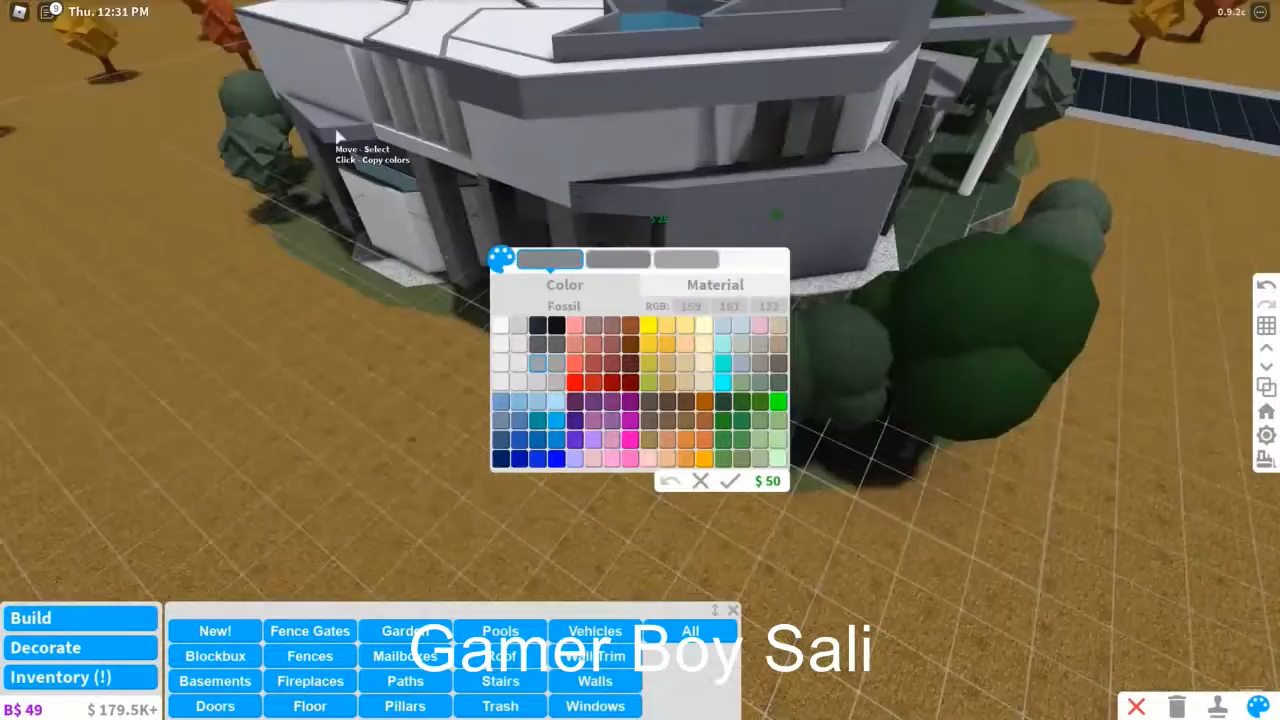 9 Thu. 12:31 PM
0.9.2c
Move - Select
Click - Copy colors
Color Material
Fossil RGB:
$ 50
Build
Decorate
Inventory (!)
B$ 49 $ 179.5K+
New! Fence Gates Garden Pools Vehicles All
Blockbux Fences Mailboxes Roof Wall Trim
Basements Fireplaces Paths Stairs Walls
Doors Floor Pillars Trash Windows
Gamer Boy Sali